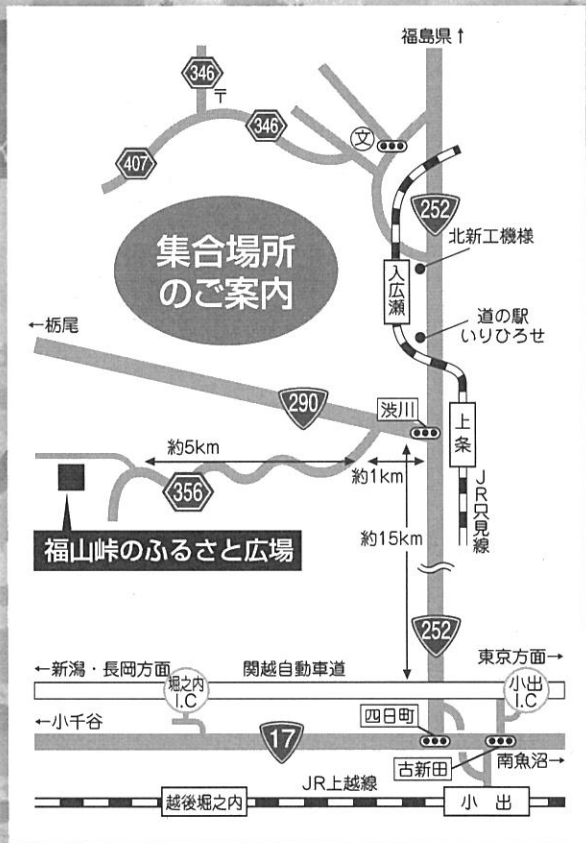 福島県↑
346
〒
346
文
407
252
北新工機様
集合場所
のご案内
入広瀬
道の駅
いりひろせ
←栃尾
290
渋川
上条
約5km
約1km
356
JR只見線
福山峠のふるさと広場
約15km
252
←新潟・長岡方面
関越自動車道
東京方面→
堀之内
I.C
小出
I.C
←小千谷
四日町
17
古新田
南魚沼→
JR上越線
越後堀之内
小出